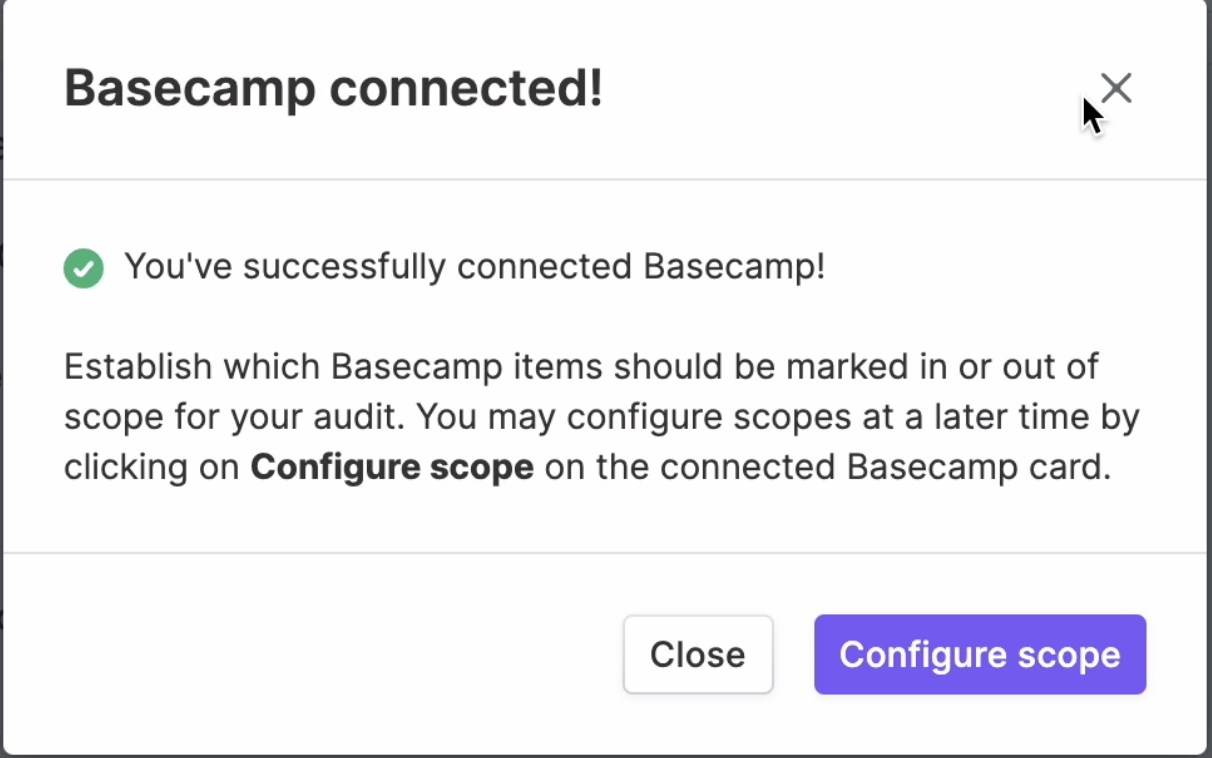 Basecamp connected!
You've successfully connected Basecamp!
Establish which Basecamp items should be marked in or out of
scope for your audit. You may configure scopes at a later time by
clicking on Configure scope on the connected Basecamp card.
Close
Configure scope